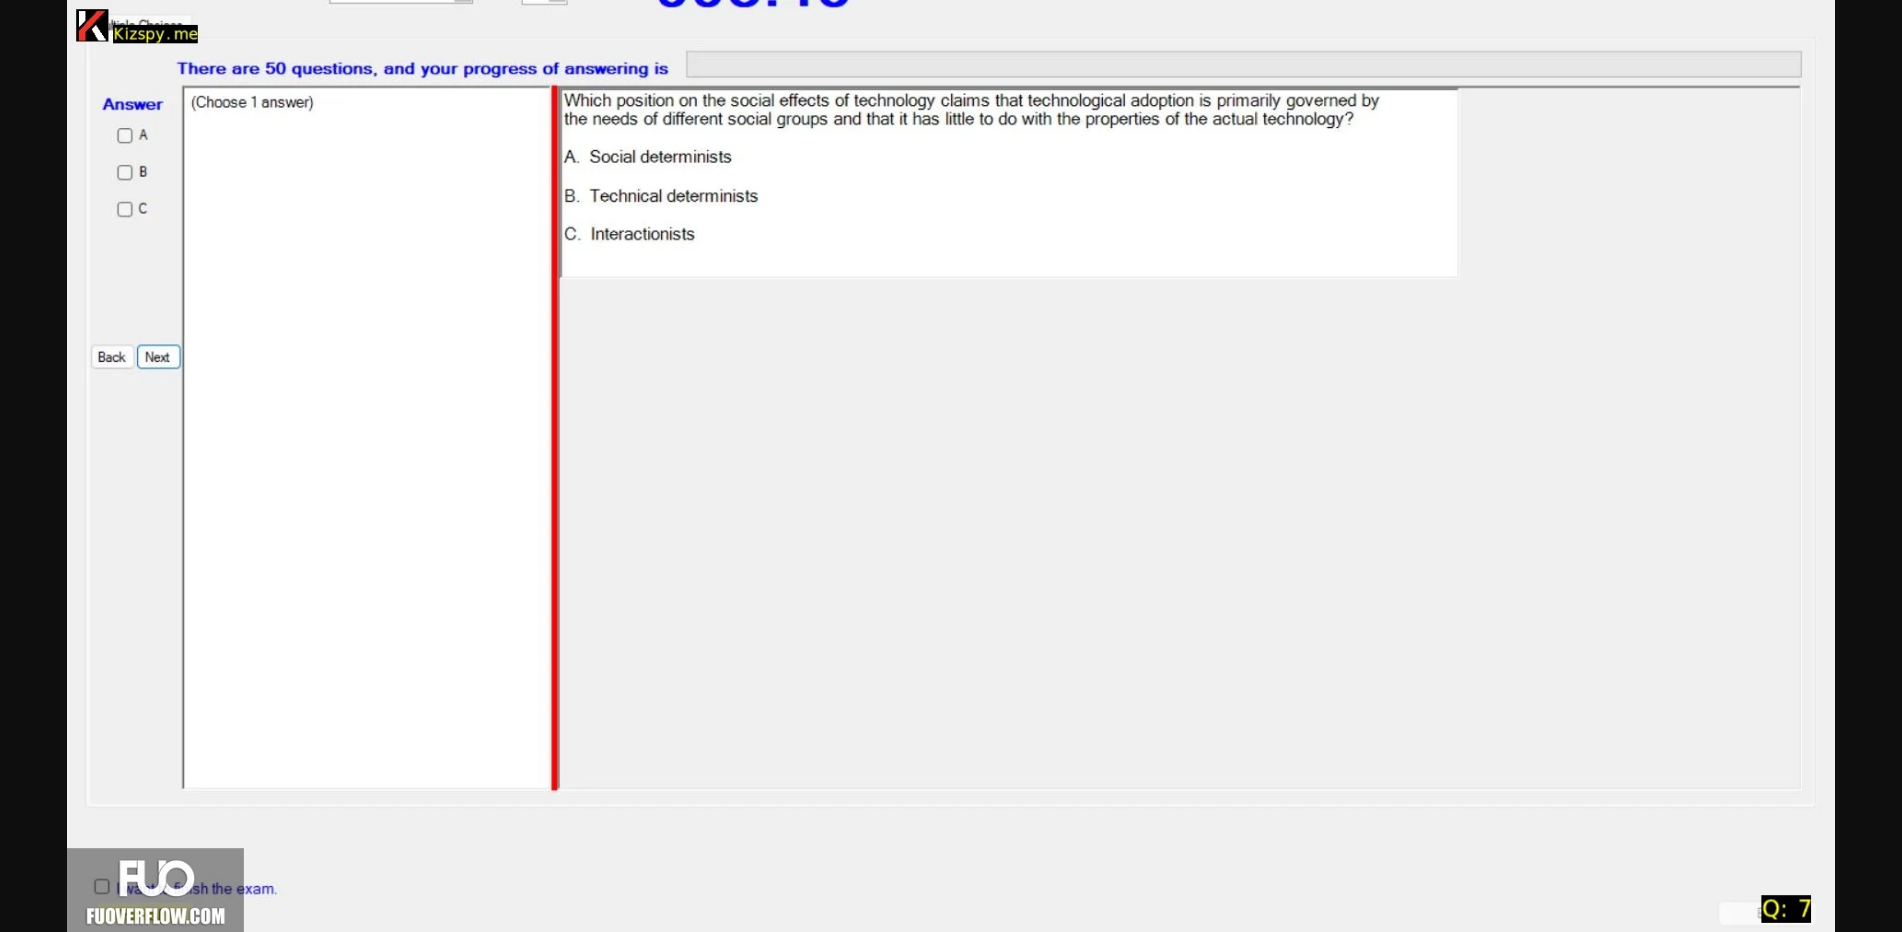 Kizspy.me
There are 50 questions, and your progress of answering is
Answer
(Choose 1 answer)
A
B
C
Back
Next
Which position on the social effects of technology claims that technological adoption is primarily governed by
the needs of different social groups and that it has little to do with the properties of the actual technology?
A. Social determinists
B. Technical determinists
C. Interactionists
FUO
sh the exam.
FUOVERFLOW.COM
Q: 7